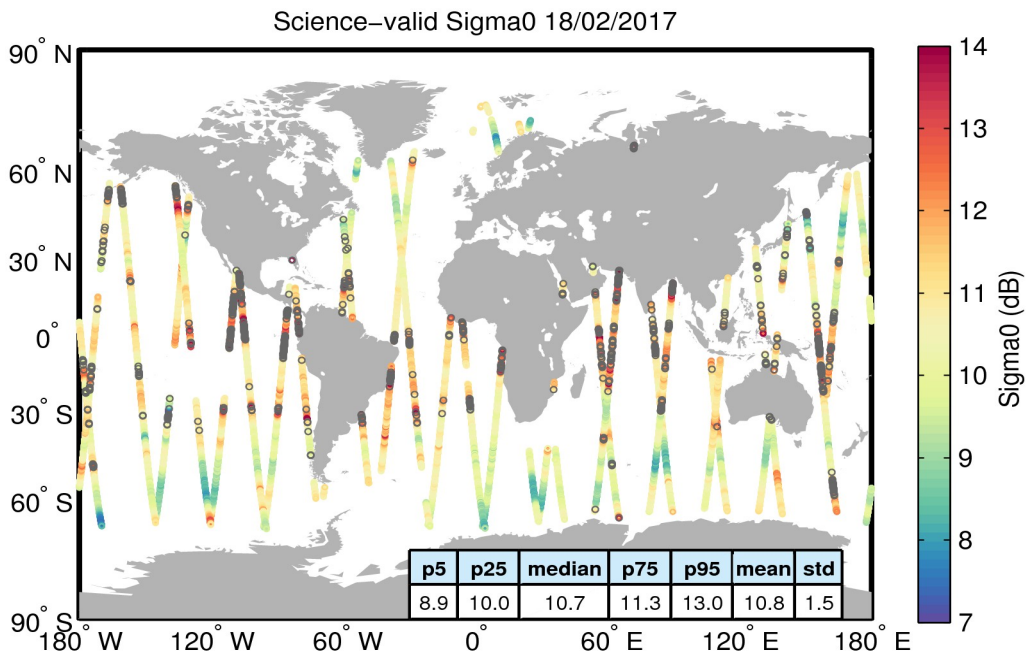 Science−valid Sigma0 18/02/2017
90° N
60° N
30° N
0°
30° S
60° S
90° S
180° W
120° W
60° W
0°
60° E
120° E
180° E
14
13
12
11
10
9
8
7
Sigma0 (dB)
p5 p25 median p75 p95 mean std
8.9 10.0 10.7 11.3 13.0 10.8 1.5